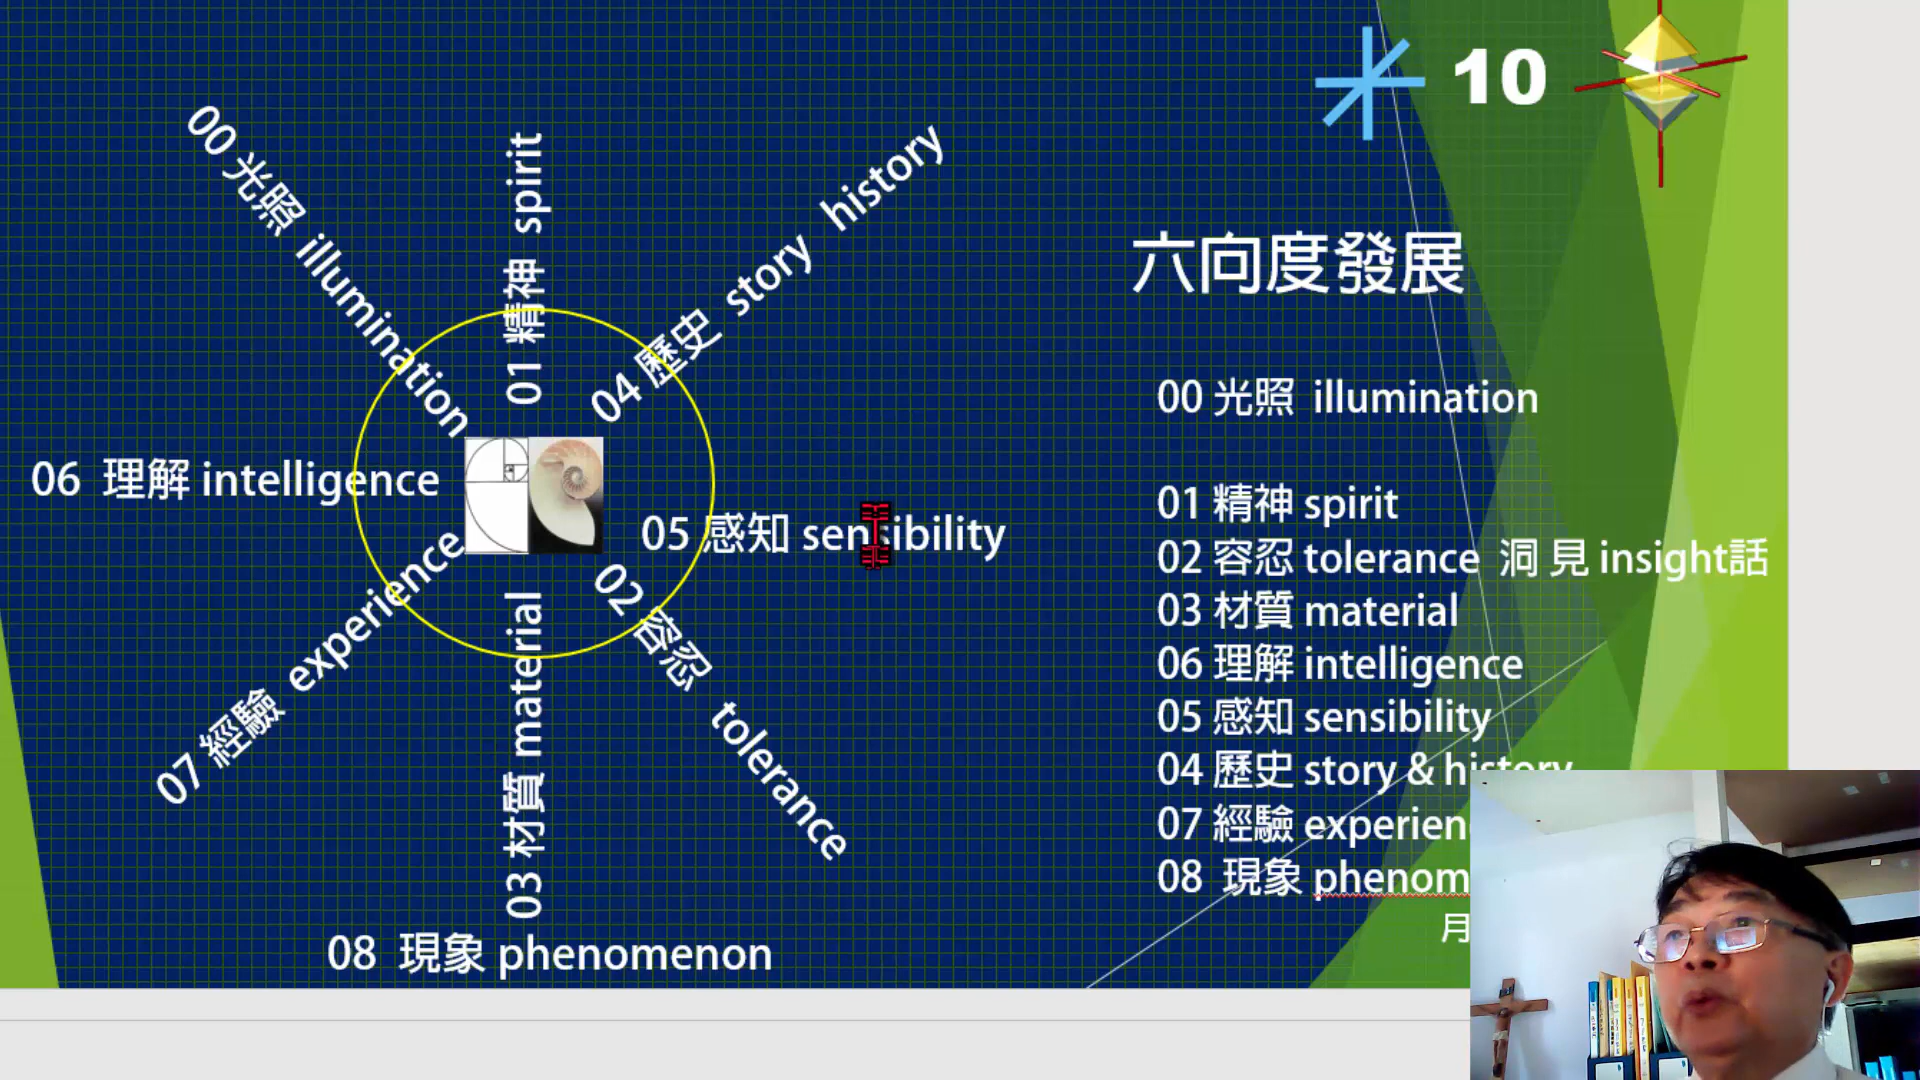 10
00 光照 illumination
01 精神 spirit
04 歷史 story history
06 理解 intelligence
05 感知 sensibility
07 經驗 experience
03 材質 material
02 容忍 tolerance
08 現象 phenomenon
六向度發展
00 光照 illumination
01 精神 spirit
02 容忍 tolerance 洞 見 insight話
03 材質 material
06 理解 intelligence
05 感知 sensibility
04 歷史 story & history
07 經驗 experien
08 現象 phenom
月